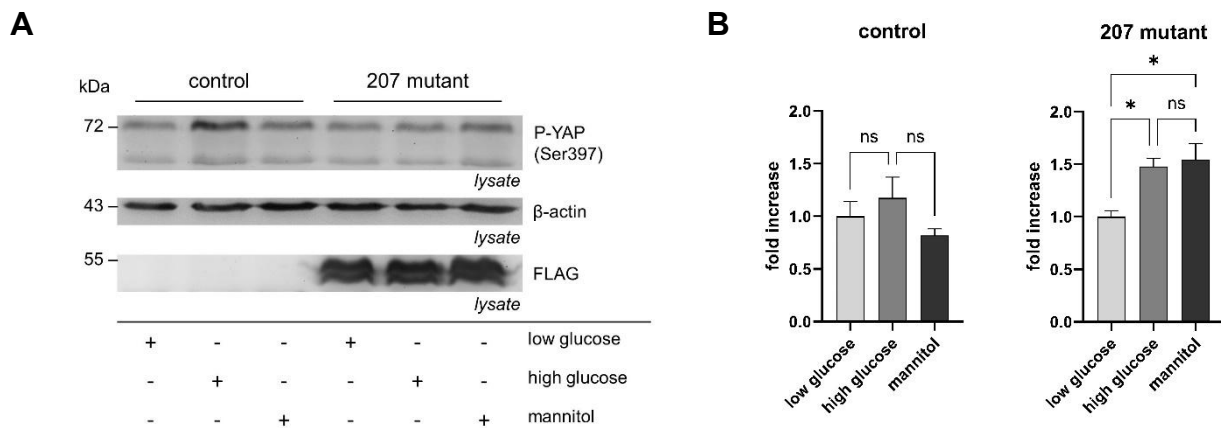 A
kDa
control
207 mutant
72
P-YAP
(Ser397)
lysate
43
β-actin
lysate
55
FLAG
lysate
+ - - + - - low glucose
- + - - + - high glucose
- - + - - + mannitol
B
control
fold increase
2.0
1.5
1.0
0.5
0.0
ns
ns
low glucose
high glucose
mannitol
207 mutant
fold increase
2.0
1.5
1.0
0.5
0.0
*
*
ns
low glucose
high glucose
mannitol